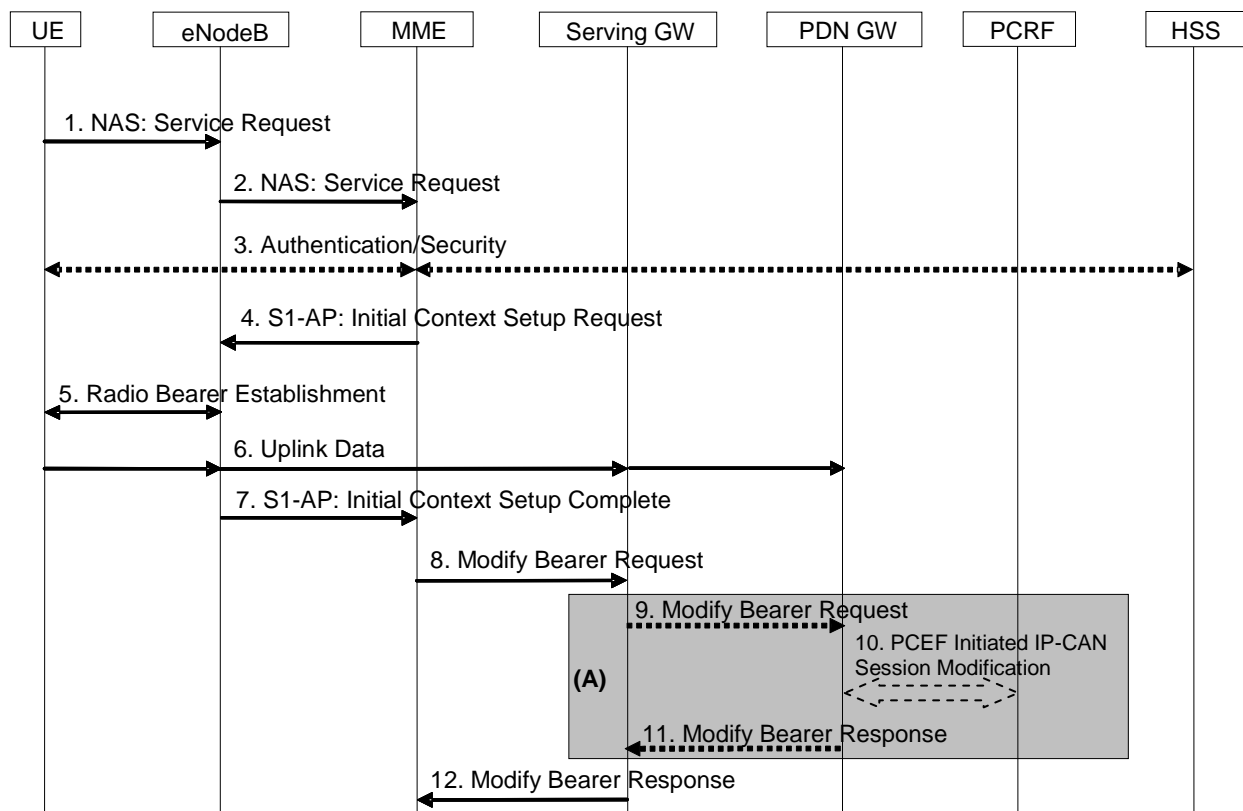 UE
eNodeB
MME
Serving GW
PDN GW
PCRF
HSS
1. NAS: Service Request
2. NAS: Service Request
3. Authentication/Security
4. S1-AP: Initial Context Setup Request
5. Radio Bearer Establishment
6. Uplink Data
7. S1-AP: Initial Context Setup Complete
8. Modify Bearer Request
9. Modify Bearer Request
10. PCEF Initiated IP-CAN
Session Modification
(A)
11. Modify Bearer Response
12. Modify Bearer Response